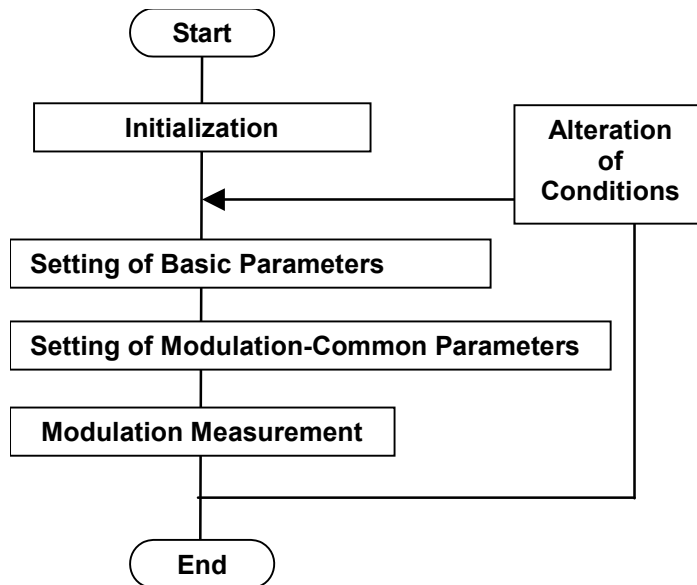 Start
Initialization
Alteration
of
Conditions
Setting of Basic Parameters
Setting of Modulation-Common Parameters
Modulation Measurement
End